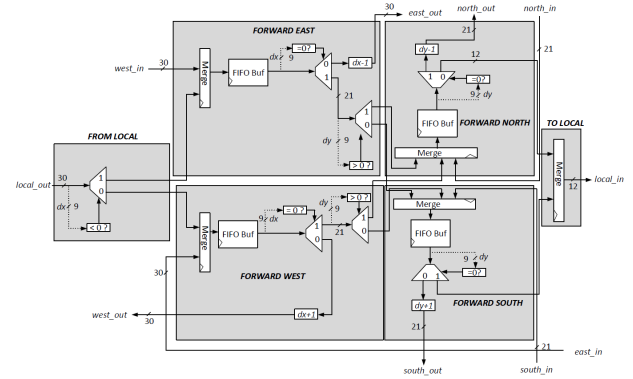 30
east_out
north_out
north_in
FORWARD EAST
21
21
=0?
dx
9
0
1
dx-1
dy-1
12
west_in
30
Merge
FIFO Buf
1 0
=0?
9 dy
21
1
0
FIFO Buf
FORWARD NORTH
TO LOCAL
dy
9
> 0 ?
Merge
FROM LOCAL
Merge
30
local_out
1
0
12
local_in
dx
9
< 0 ?
= 0 ?
9 dx
dy
9
> 0 ?
Merge
Merge
FIFO Buf
1
0
21
1
0
FIFO Buf
9 dy
FORWARD WEST
0 1
=0?
30
FORWARD SOUTH
west_out
30
dx+1
dy+1
21
21
east_in
south_out
south_in